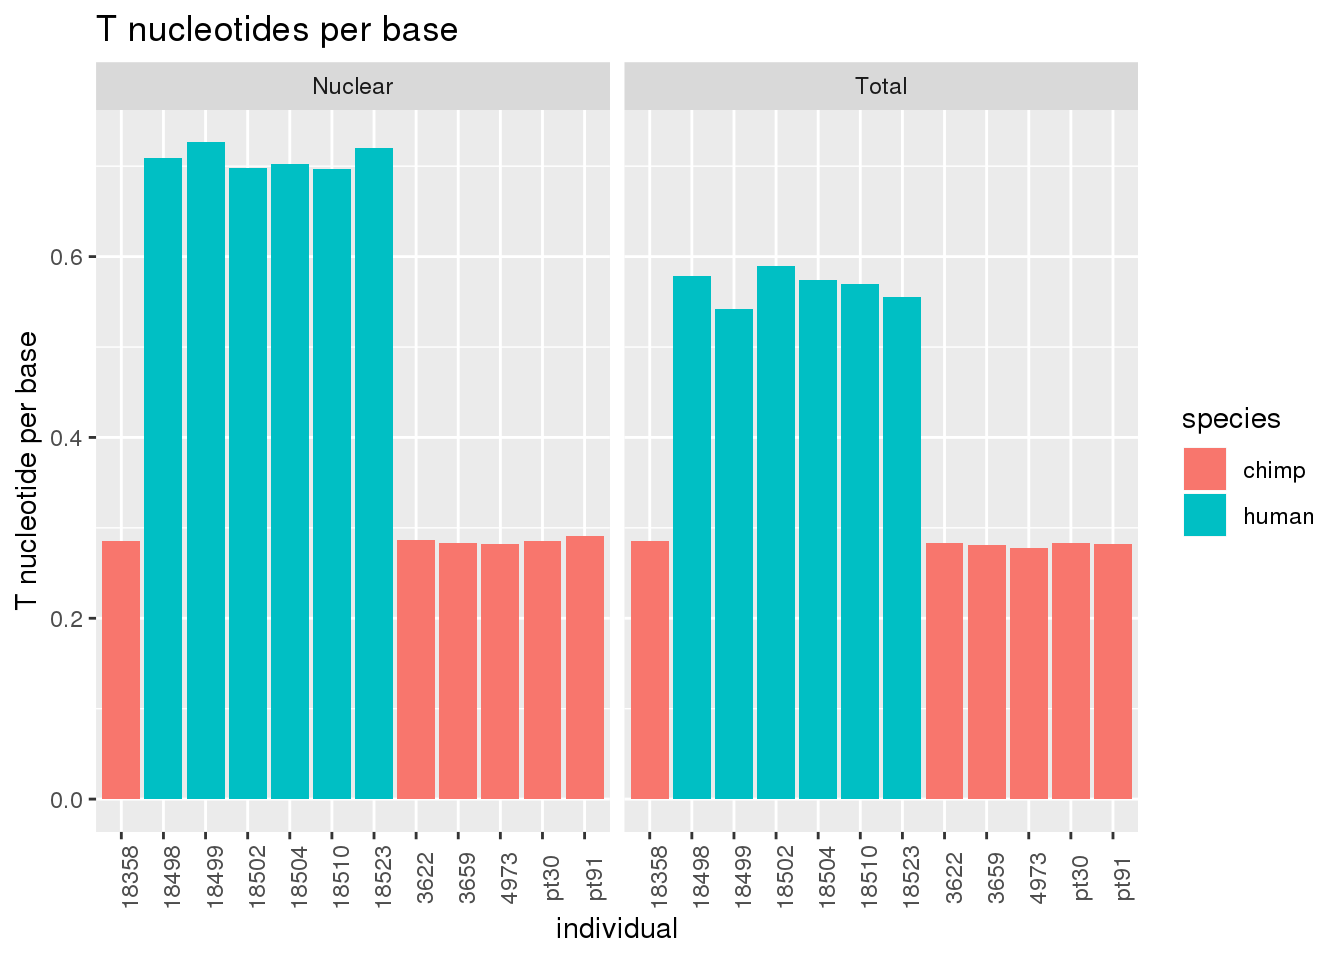 T nucleotides per base
Nuclear
Total
T nucleotide per base
0.6
0.4
0.2
0.0
18358
18498
18499
18502
18504
18510
18523
3622
3659
4973
pt30
pt91
18358
18498
18499
18502
18504
18510
18523
3622
3659
4973
pt30
pt91
individual
species
chimp
human